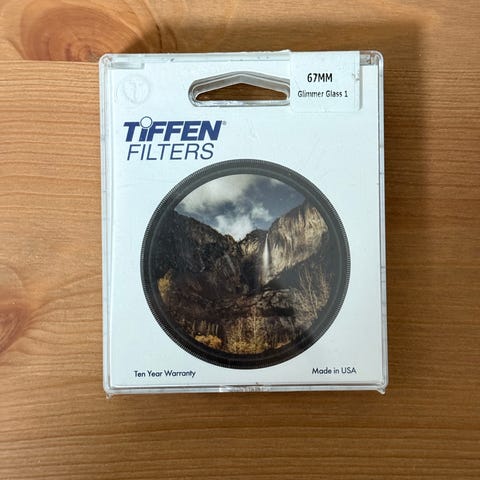 67MM
Glimmer Glass 1
TiFFEN®
FILTERS
Ten Year Warranty
Made in USA